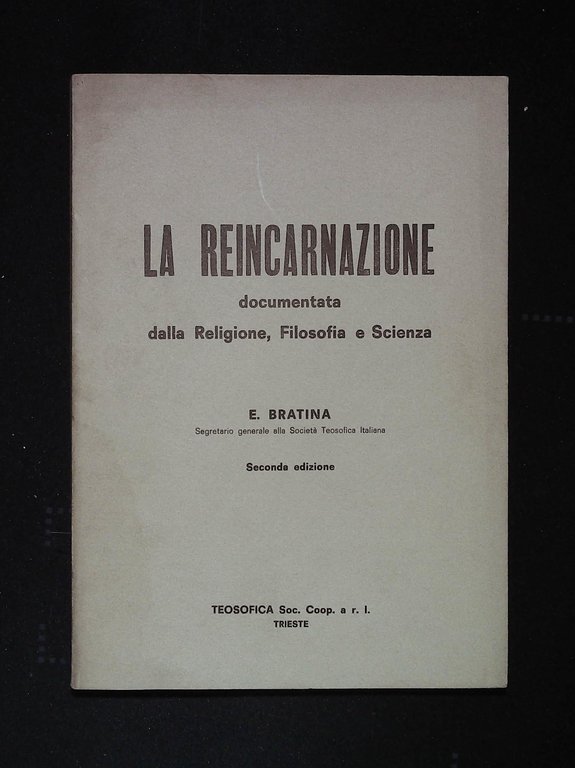 LA REINCARNAZIONE
documentata
dalla Religione, Filosofia e Scienza
E. BRATINA
Segretario generale alla Società Teosofica Italiana
Seconda edizione
TEOSOFICA Soc. Coop. a r. l.
TRIESTE